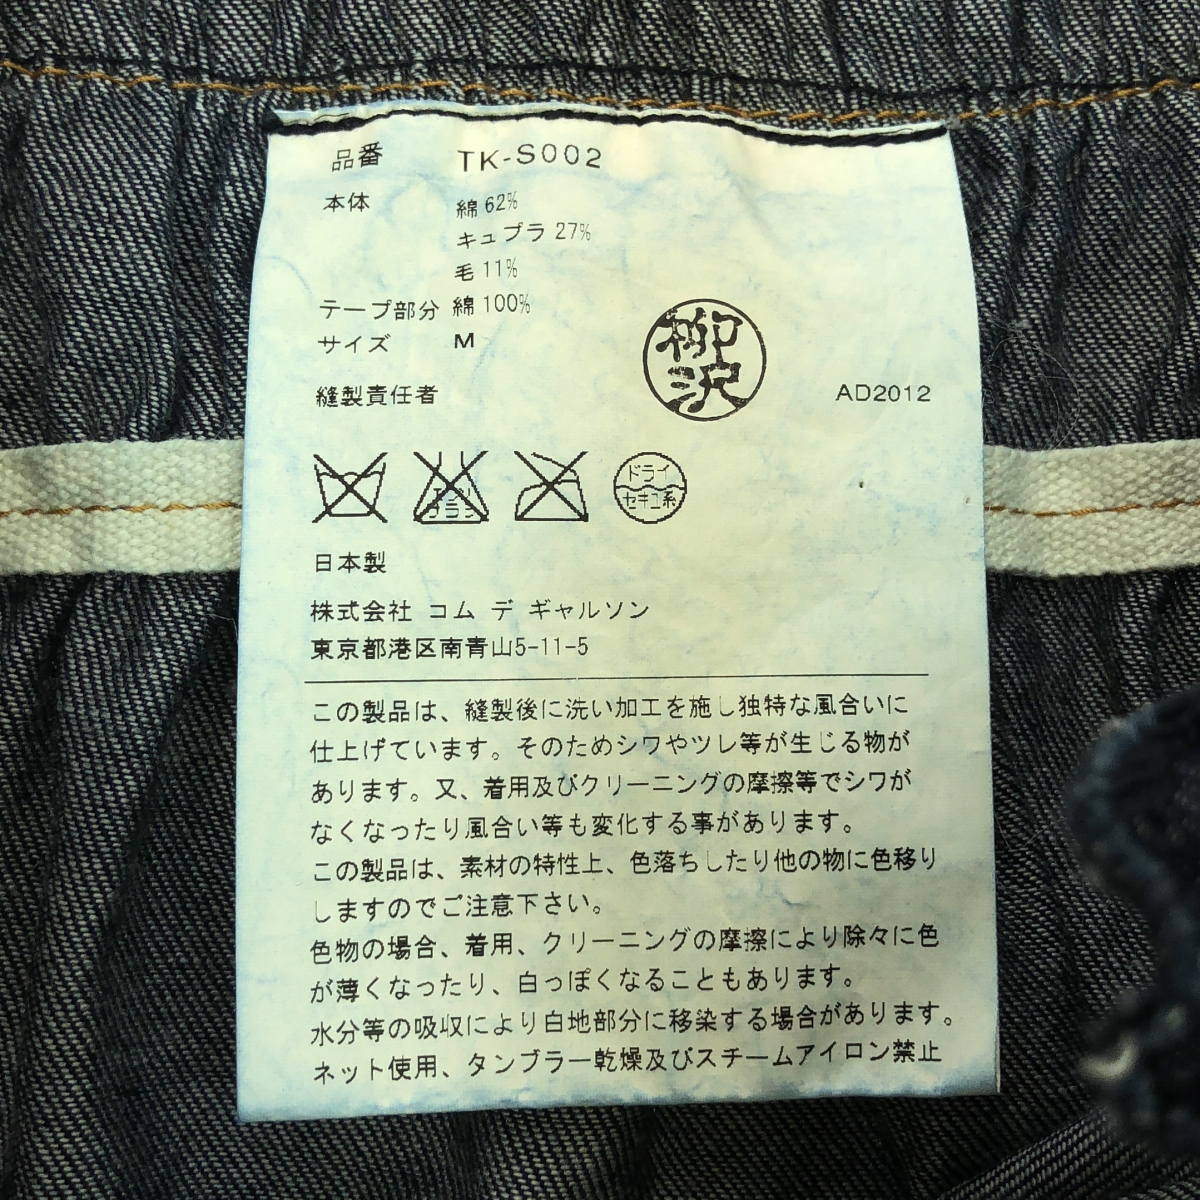 品番 TK-S002
本体 綿 62%
キュプラ 27%
毛 11%
テープ部分 綿 100%
サイズ M
柳沢
縫製責任者 AD2012
エンソ
サラシ
ドライ
セキユ系
日本製
株式会社 コム デ ギャルソン
東京都港区南青山5-11-5
この製品は、縫製後に洗い加工を施し独特な風合いに
仕上げています。そのためシワやツレ等が生じる物が
あります。又、着用及びクリーニングの摩擦等でシワが
なくなったり風合い等も変化する事があります。
この製品は、素材の特性上、色落ちしたり他の物に色移り
しますのでご注意下さい。
色物の場合、着用、クリーニングの摩擦により除々に色
が薄くなったり、白っぽくなることもあります。
水分等の吸収により白地部分に移染する場合があります。
ネット使用、タンブラー乾燥及びスチームアイロン禁止